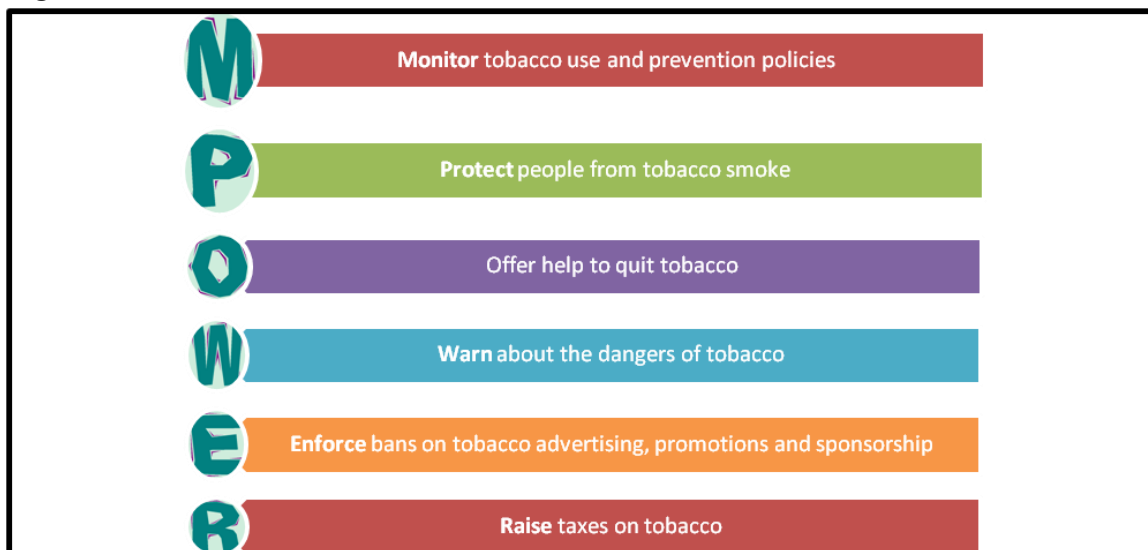 M
Monitor tobacco use and prevention policies
P
Protect people from tobacco smoke
O
Offer help to quit tobacco
W
Warn about the dangers of tobacco
E
Enforce bans on tobacco advertising, promotions and sponsorship
R
Raise taxes on tobacco